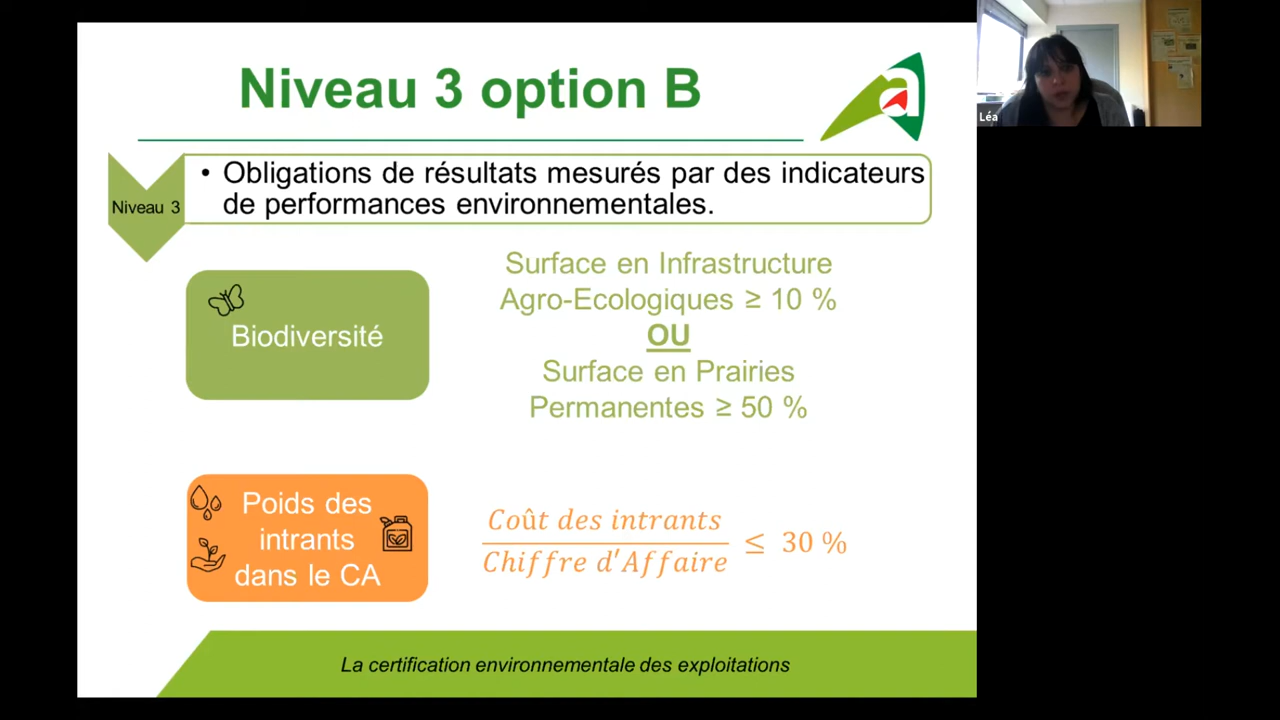 Niveau 3 option B
a
Niveau 3
• Obligations de résultats mesurés par des indicateurs
de performances environnementales.
Biodiversité
Surface en Infrastructure
Agro-Ecologiques ≥ 10 %
OU
Surface en Prairies
Permanentes ≥ 50 %
Poids des
intrants
dans le CA
Coût des intrants
Chiffre d'Affaire
≤ 30 %
La certification environnementale des exploitations
Léa